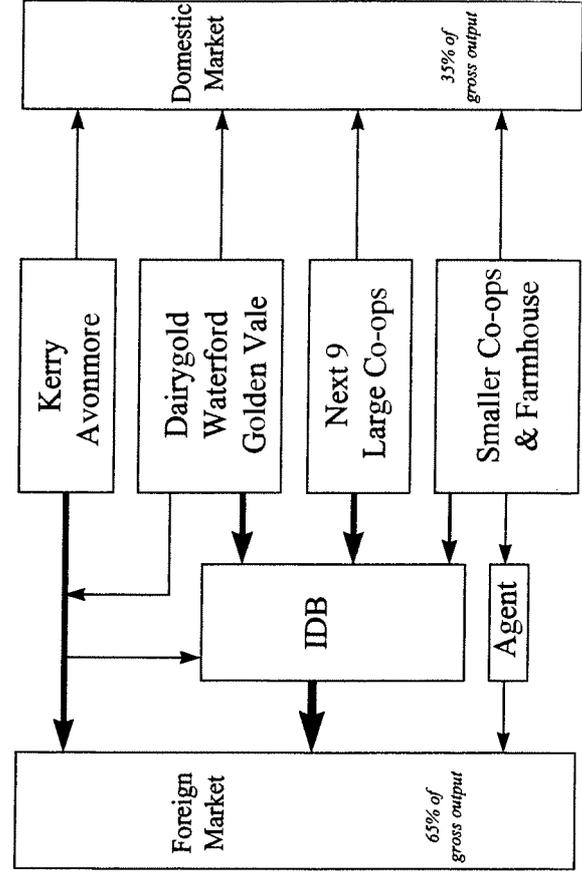 Domestic
Market
35% of
gross output
Kerry
Avonmore
Dairygold
Waterford
Golden Vale
Next 9
Large Co-ops
Smaller Co-ops
& Farmhouse
IDB
Agent
Foreign
Market
65% of
gross output